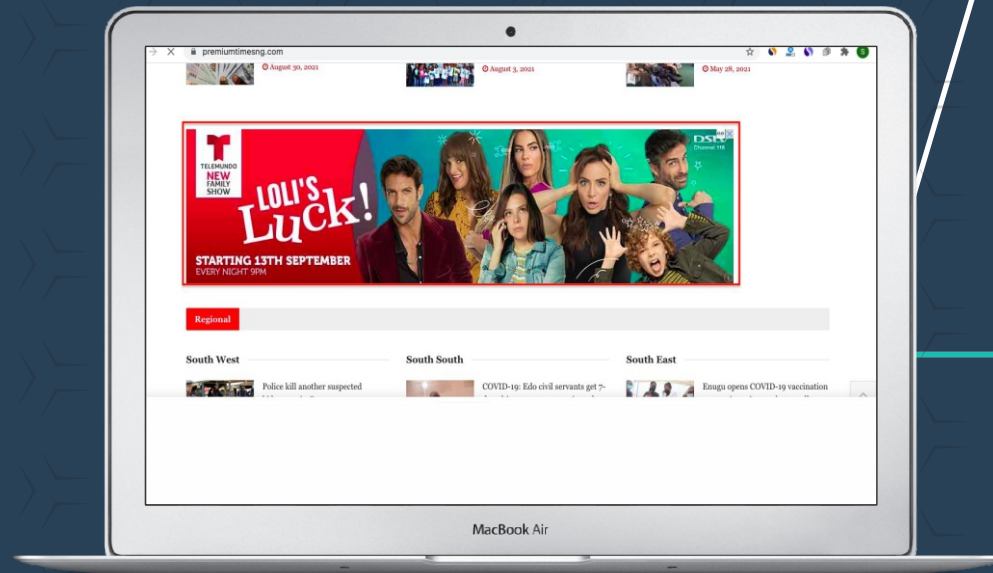 premiumtimesng.com
S
August 30, 2021
August 3, 2021
May 28, 2021
TELEMUNDO
NEW
FAMILY
SHOW
LOLI'S
Luck!
STARTING 13TH SEPTEMBER
EVERY NIGHT 9PM
DStv
Channel 118
Regional
South West
South South
South East
Police kill another suspected
COVID-19: Edo civil servants get 7-
Enugu opens COVID-19 vaccination
MacBook Air